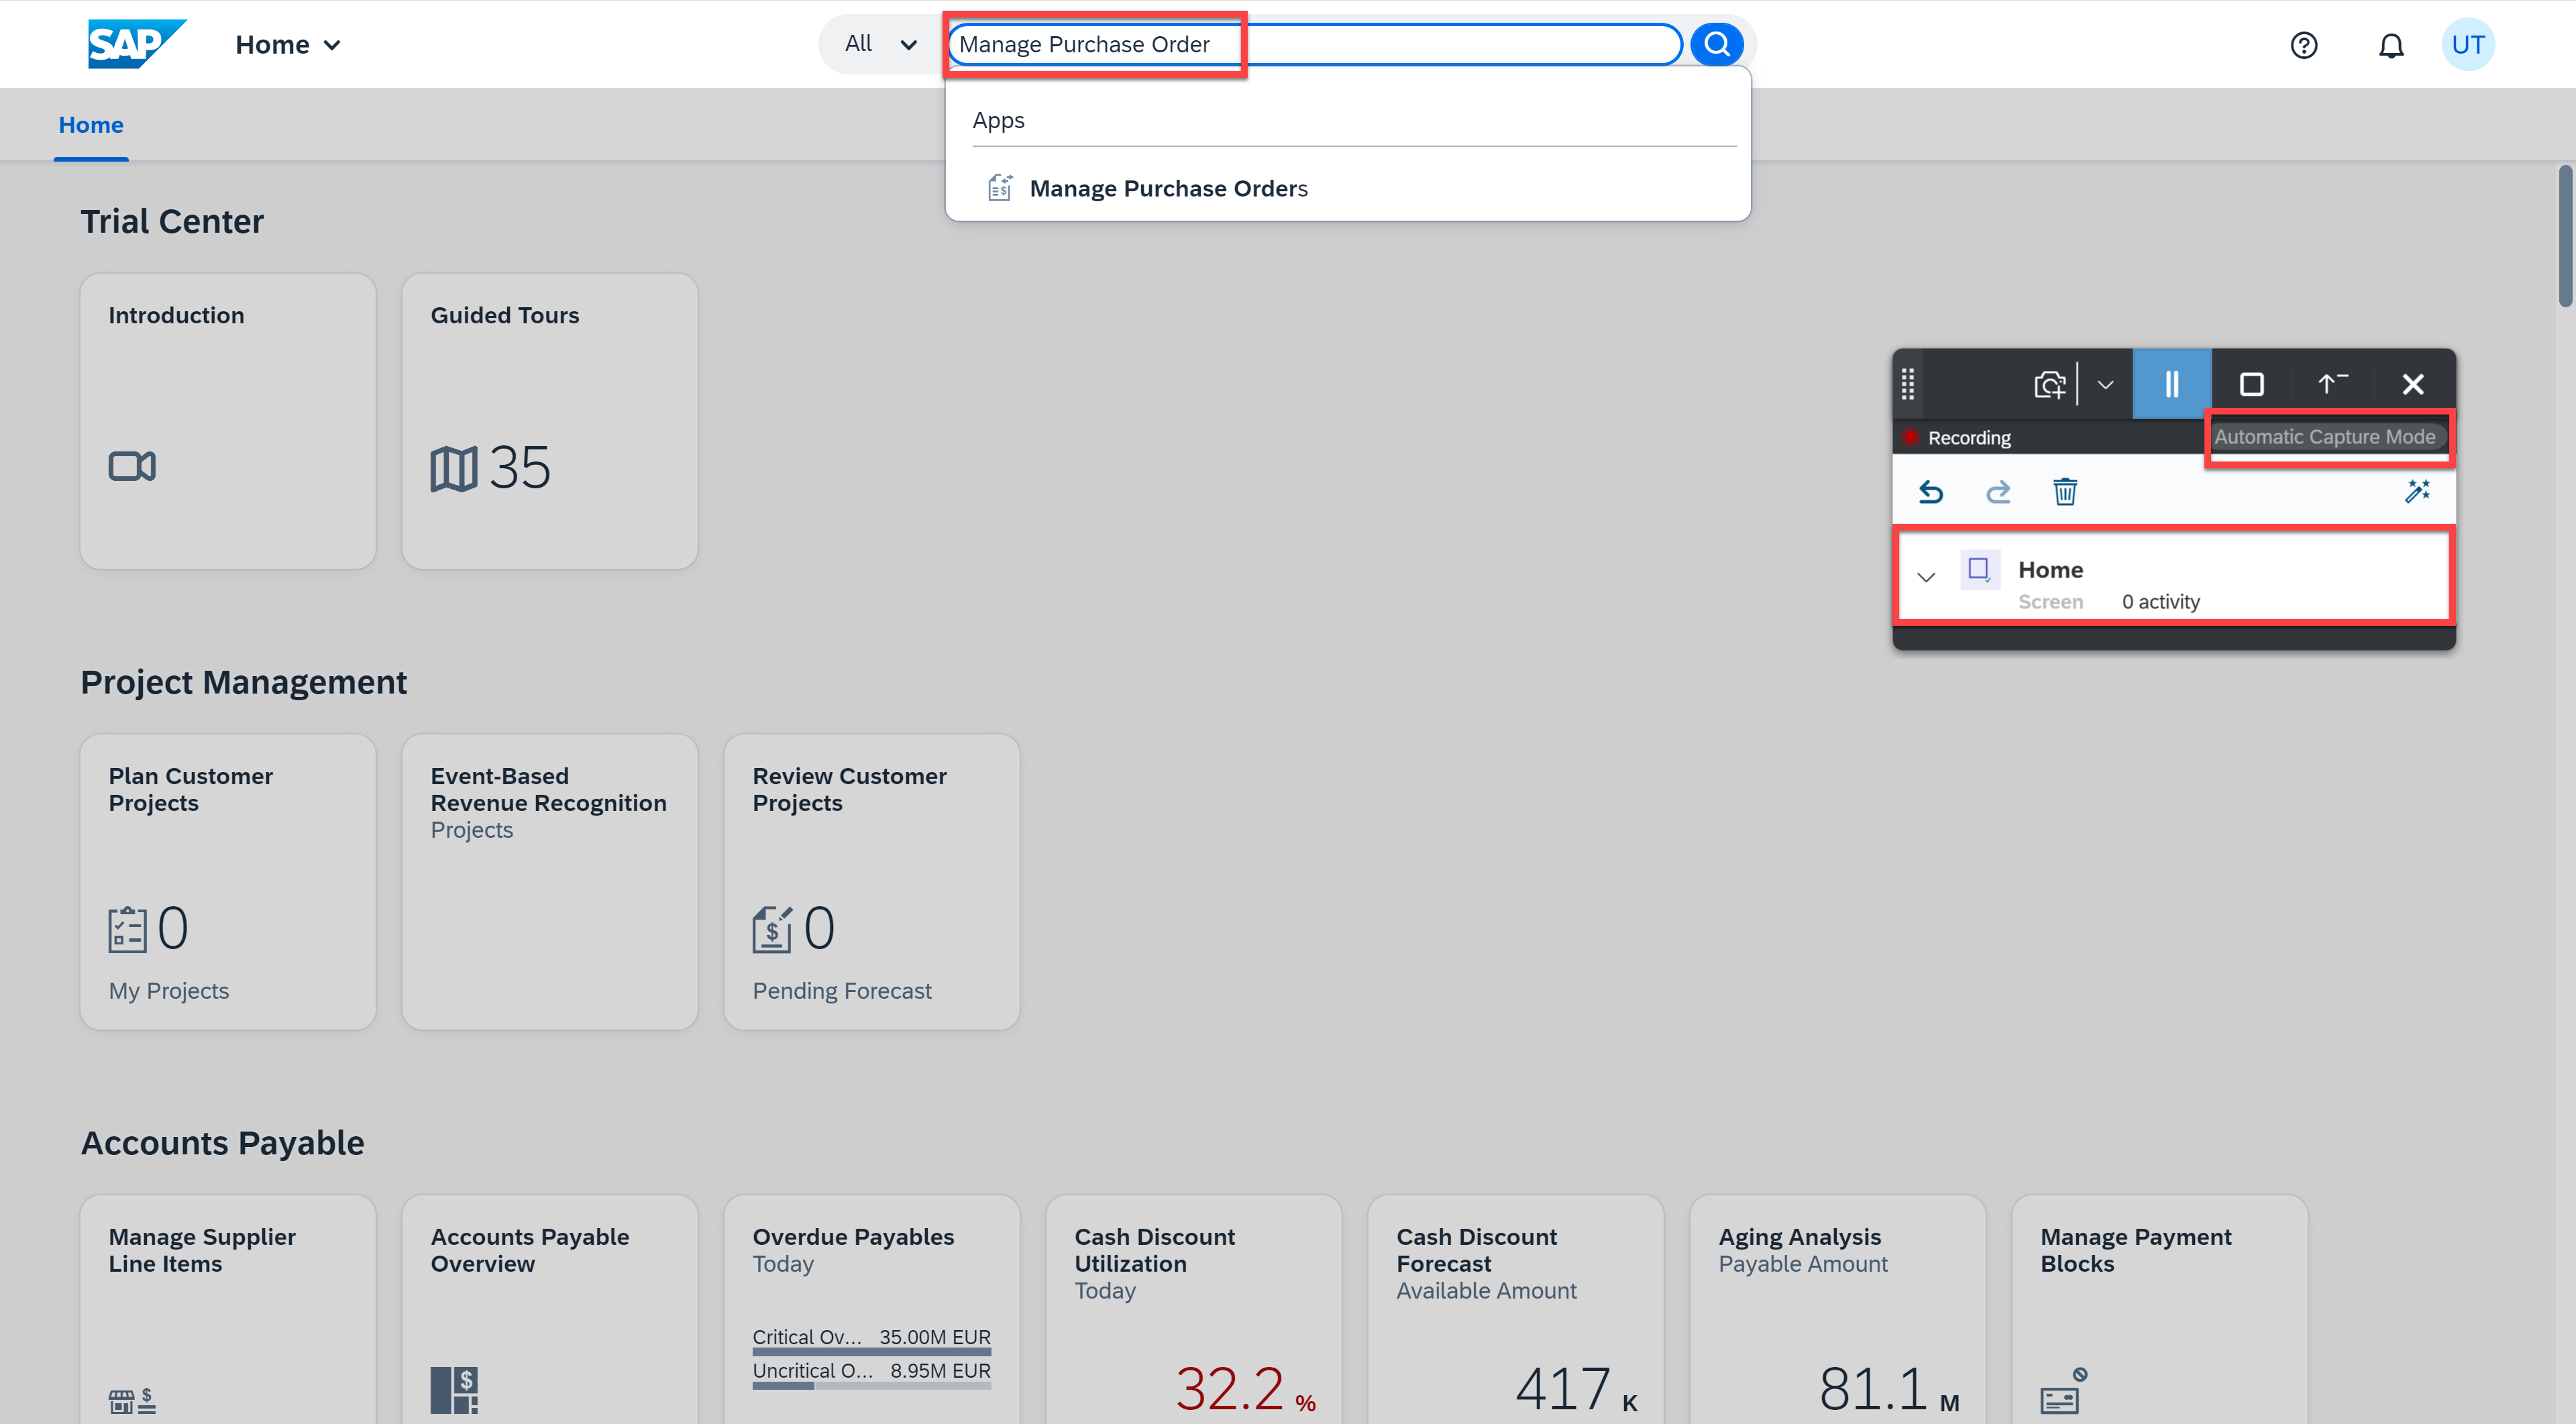 SAP
Home
All
Manage Purchase Order
UT
Home
Apps
Manage Purchase Orders
Trial Center
Introduction
Guided Tours
35
Recording
Automatic Capture Mode
Home
Screen 0 activity
Project Management
Plan Customer
Projects
0
My Projects
Event-Based
Revenue Recognition
Projects
Review Customer
Projects
0
Pending Forecast
Accounts Payable
Manage Supplier
Line Items
Accounts Payable
Overview
Overdue Payables
Today
Critical Ov... 35.00M EUR
Uncritical O... 8.95M EUR
Cash Discount
Utilization
Today
32.2 %
Cash Discount
Forecast
Available Amount
417 K
Aging Analysis
Payable Amount
81.1 M
Manage Payment
Blocks